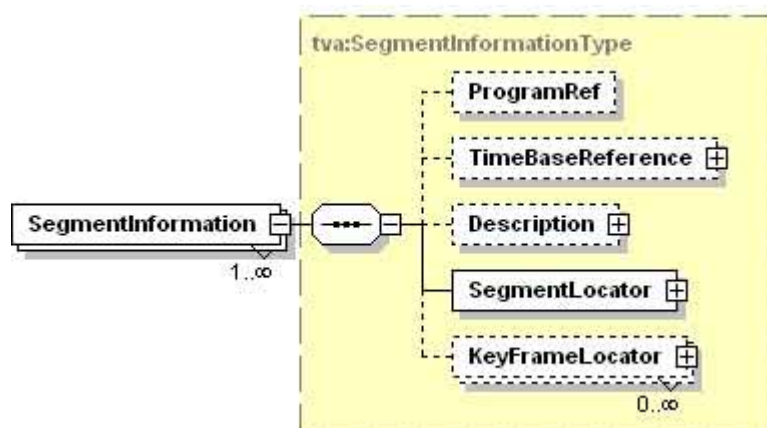 tva:SegmentInformationType
ProgramRef
TimeBaseReference
Description
SegmentInformation
1..∞
SegmentLocator
KeyFrameLocator
0..∞